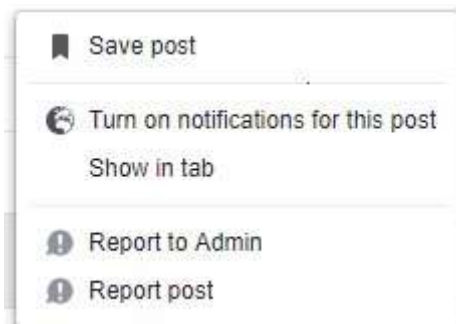 Save post
Turn on notifications for this post
Show in tab
Report to Admin
Report post